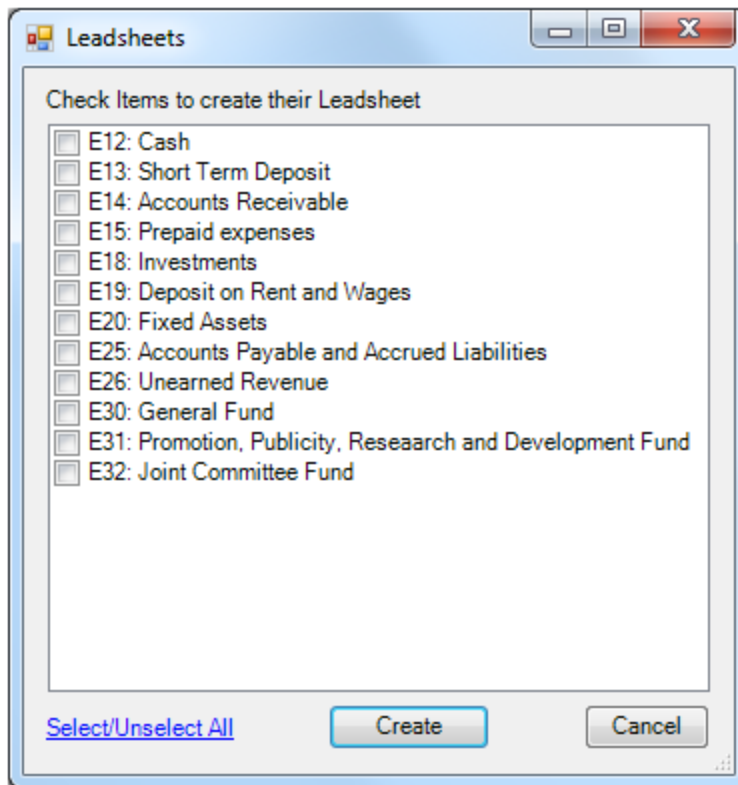 Leadsheets
Check Items to create their Leadsheet
E12: Cash
E13: Short Term Deposit
E14: Accounts Receivable
E15: Prepaid expenses
E18: Investments
E19: Deposit on Rent and Wages
E20: Fixed Assets
E25: Accounts Payable and Accrued Liabilities
E26: Unearned Revenue
E30: General Fund
E31: Promotion, Publicity, Reseaarch and Development Fund
E32: Joint Committee Fund
Select/Unselect All Create Cancel